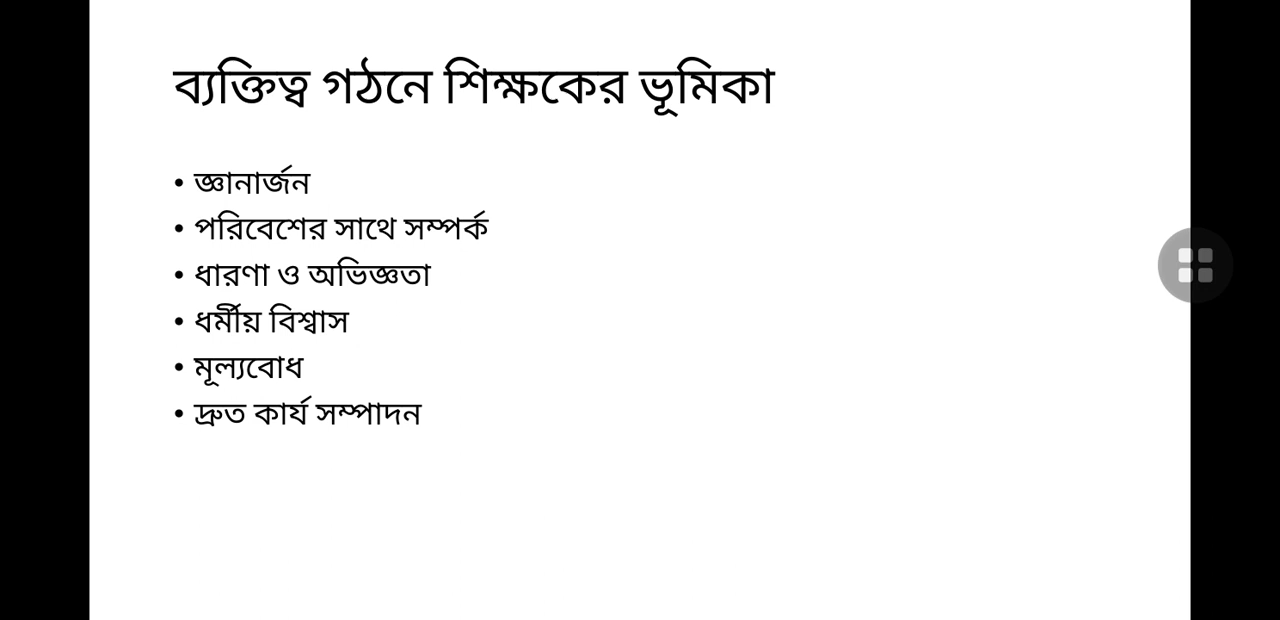 ব্যক্তিত্ব গঠনে শিক্ষকের ভূমিকা
• জ্ঞানার্জন
• পরিবেশের সাথে সম্পর্ক
• ধারণা ও অভিজ্ঞতা
• ধর্মীয় বিশ্বাস
• মূল্যবোধ
• দ্রুত কার্য সম্পাদন